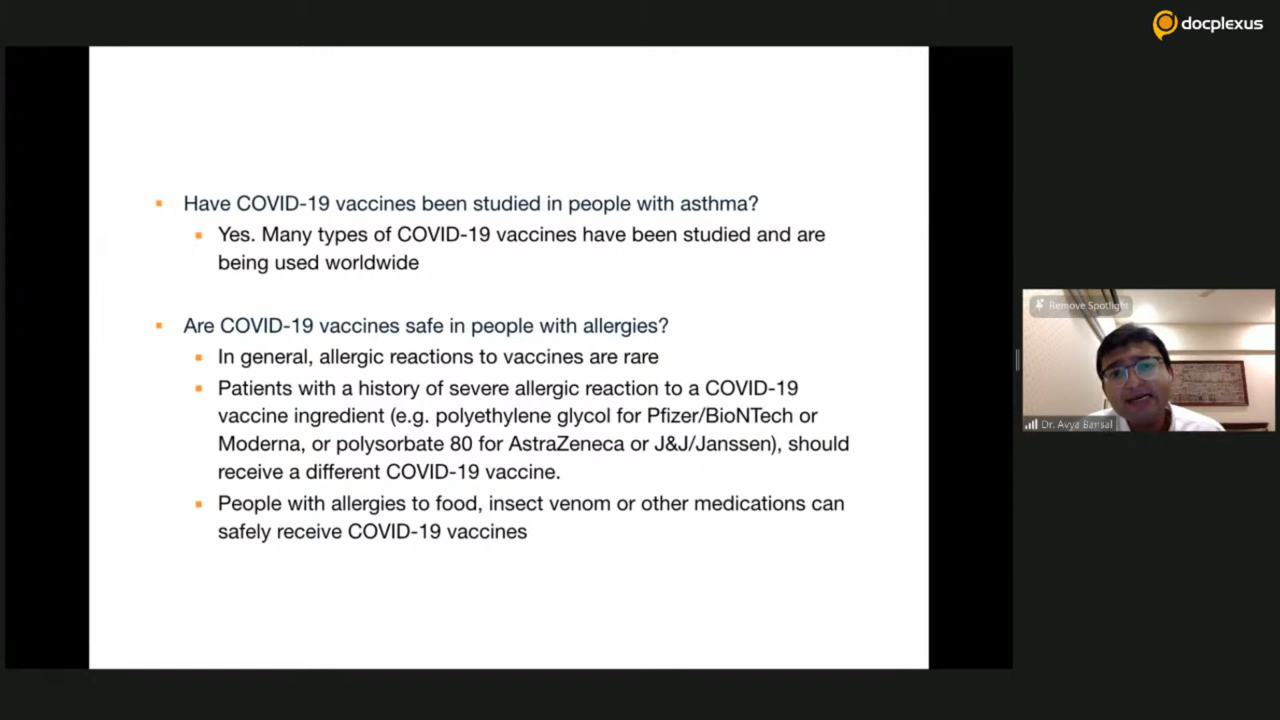 docplexus
Have COVID-19 vaccines been studied in people with asthma?
Yes. Many types of COVID-19 vaccines have been studied and are
being used worldwide
Are COVID-19 vaccines safe in people with allergies?
In general, allergic reactions to vaccines are rare
Patients with a history of severe allergic reaction to a COVID-19
vaccine ingredient (e.g. polyethylene glycol for Pfizer/BioNTech or
Moderna, or polysorbate 80 for AstraZeneca or J&J/Janssen), should
receive a different COVID-19 vaccine.
People with allergies to food, insect venom or other medications can
safely receive COVID-19 vaccines
Remove Spotlight
Dr. Avya Bansal